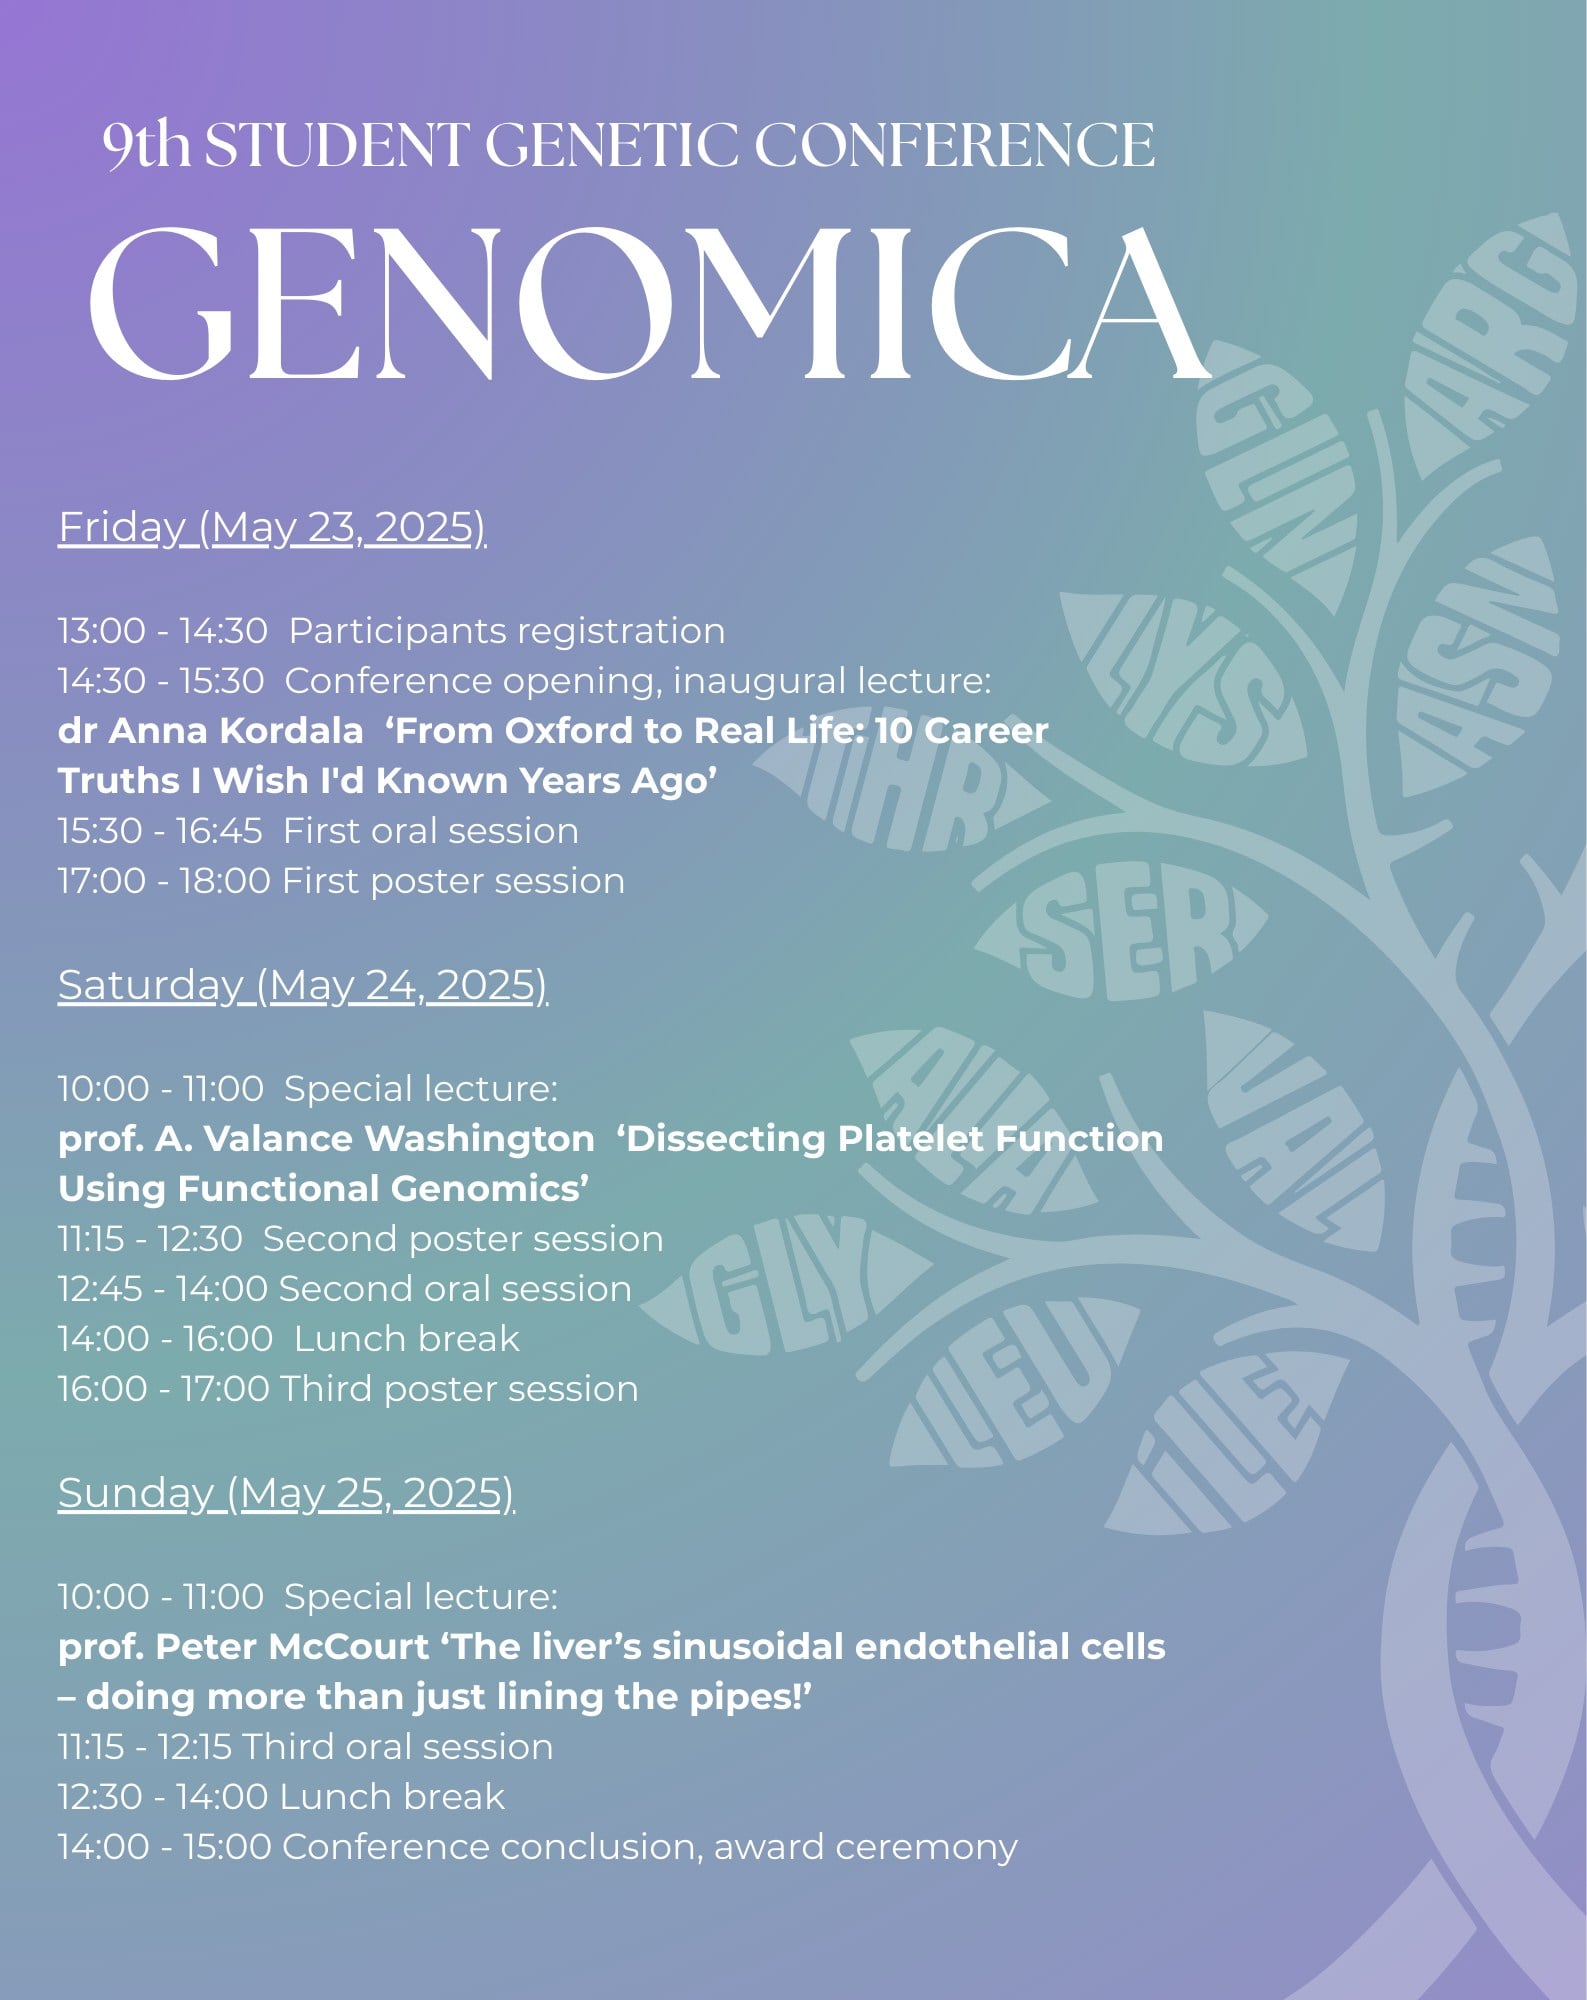 9th STUDENT GENETIC CONFERENCE
GENOMICA
Friday (May 23, 2025)
13:00 - 14:30 Participants registration
14:30 - 15:30 Conference opening, inaugural lecture:
dr Anna Kordala ‘From Oxford to Real Life: 10 Career
Truths I Wish I'd Known Years Ago’
15:30 - 16:45 First oral session
17:00 - 18:00 First poster session
Saturday (May 24, 2025)
10:00 - 11:00 Special lecture:
prof. A. Valance Washington ‘Dissecting Platelet Function
Using Functional Genomics’
11:15 - 12:30 Second poster session
12:45 - 14:00 Second oral session
14:00 - 16:00 Lunch break
16:00 - 17:00 Third poster session
Sunday (May 25, 2025)
10:00 - 11:00 Special lecture:
prof. Peter McCourt ‘The liver’s sinusoidal endothelial cells
– doing more than just lining the pipes!’
11:15 - 12:15 Third oral session
12:30 - 14:00 Lunch break
14:00 - 15:00 Conference conclusion, award ceremony
ARG
GLN
ASN
LYS
THR
SER
ALA
VAL
GLY
LEU
ILE